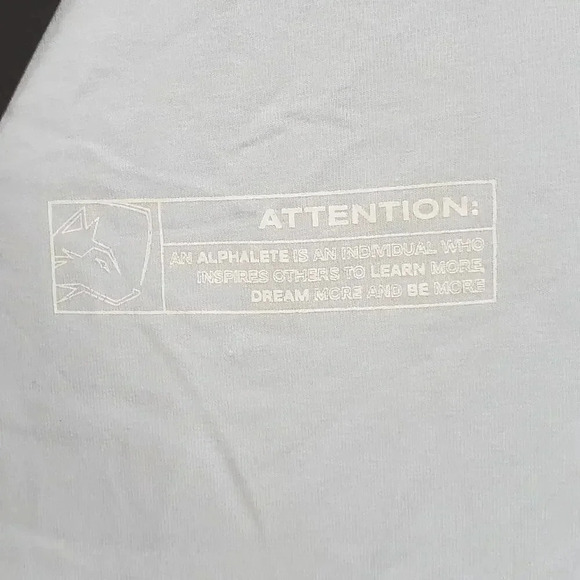 ATTENTION:
AN ALPHALETE IS AN INDIVIDUAL WHO
INSPIRES OTHERS TO LEARN MORE,
DREAM MORE AND BE MORE